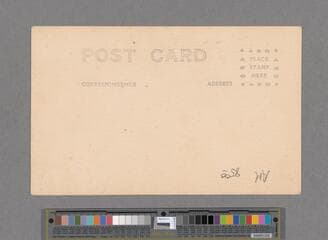 POST CARD
CORRESPONDENCE
ADDRESS
PLACE
STAMP
HERE